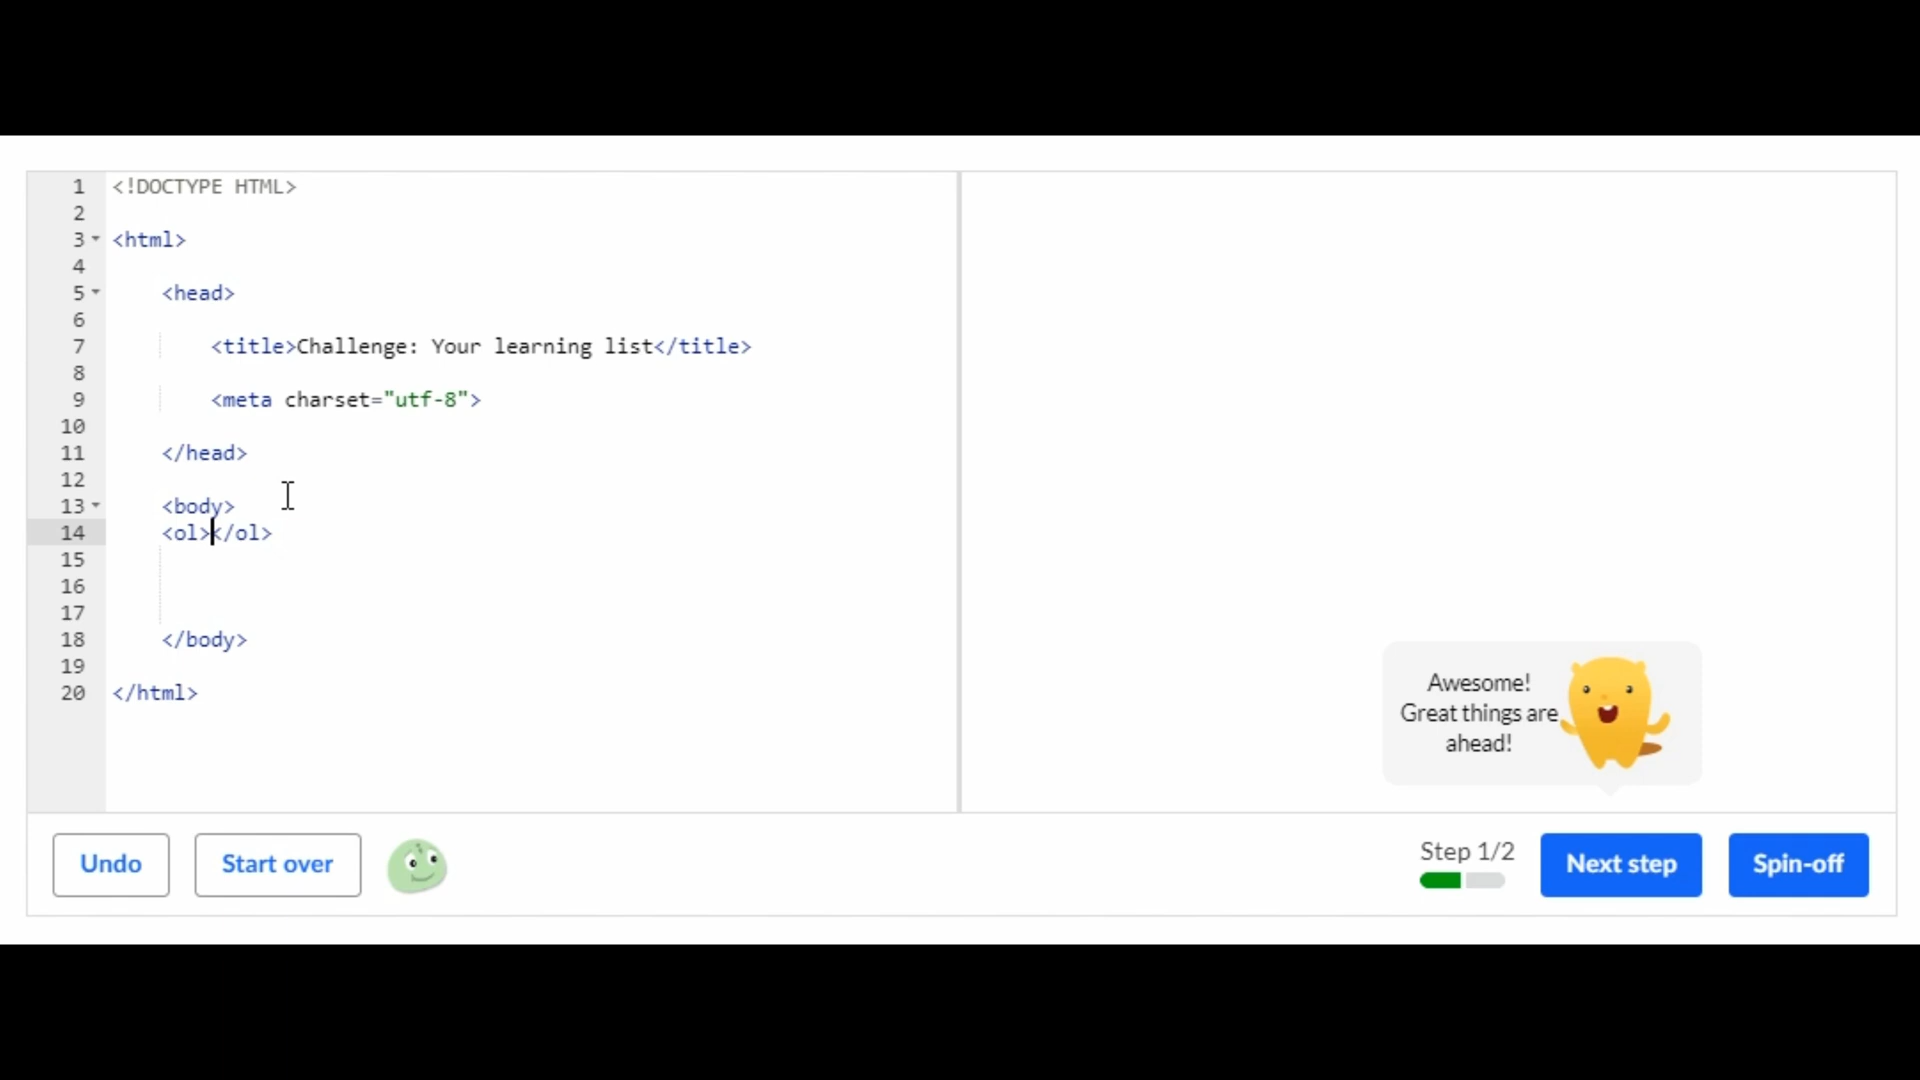 1 <!DOCTYPE HTML>
2
3 <html>
4
5 <head>
6
7 <title>Challenge: Your learning list</title>
8
9 <meta charset="utf-8">
10
11 </head>
12
13 <body>
14 <ol></ol>
15
16
17
18 </body>
19
20 </html>
Awesome!
Great things are
ahead!
Undo
Start over
Step 1/2
Next step
Spin-off